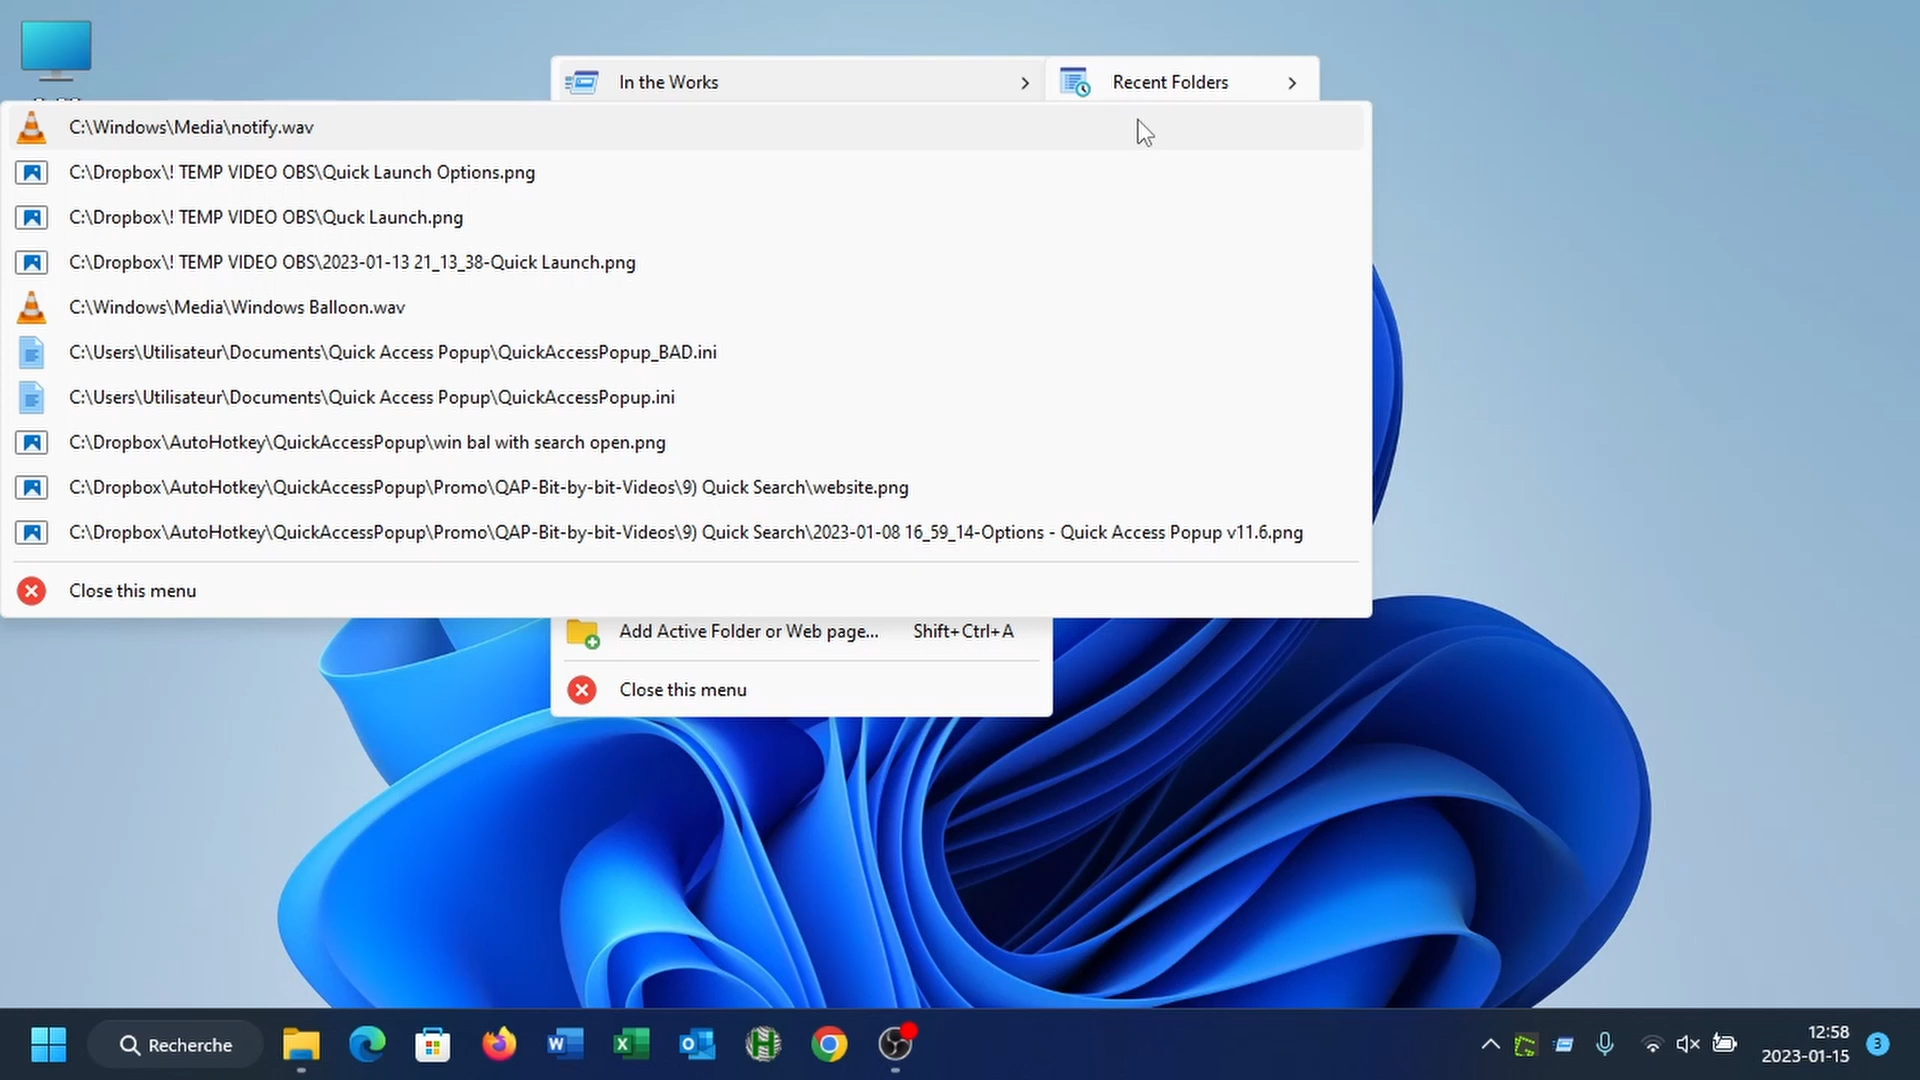 In the Works
Recent Folders
C:\Windows\Media\notify.wav
C:\Dropbox\! TEMP VIDEO OBS\Quick Launch Options.png
C:\Dropbox\! TEMP VIDEO OBS\Quck Launch.png
C:\Dropbox\! TEMP VIDEO OBS\2023-01-13 21_13_38-Quick Launch.png
C:\Windows\Media\Windows Balloon.wav
C:\Users\Utilisateur\Documents\Quick Access Popup\QuickAccessPopup_BAD.ini
C:\Users\Utilisateur\Documents\Quick Access Popup\QuickAccessPopup.ini
C:\Dropbox\AutoHotkey\QuickAccessPopup\win bal with search open.png
C:\Dropbox\AutoHotkey\QuickAccessPopup\Promo\QAP-Bit-by-bit-Videos\9) Quick Search\website.png
C:\Dropbox\AutoHotkey\QuickAccessPopup\Promo\QAP-Bit-by-bit-Videos\9) Quick Search\2023-01-08 16_59_14-Options - Quick Access Popup v11.6.png
Close this menu
Add Active Folder or Web page... Shift+Ctrl+A
Close this menu
Recherche
12:58
2023-01-15
3